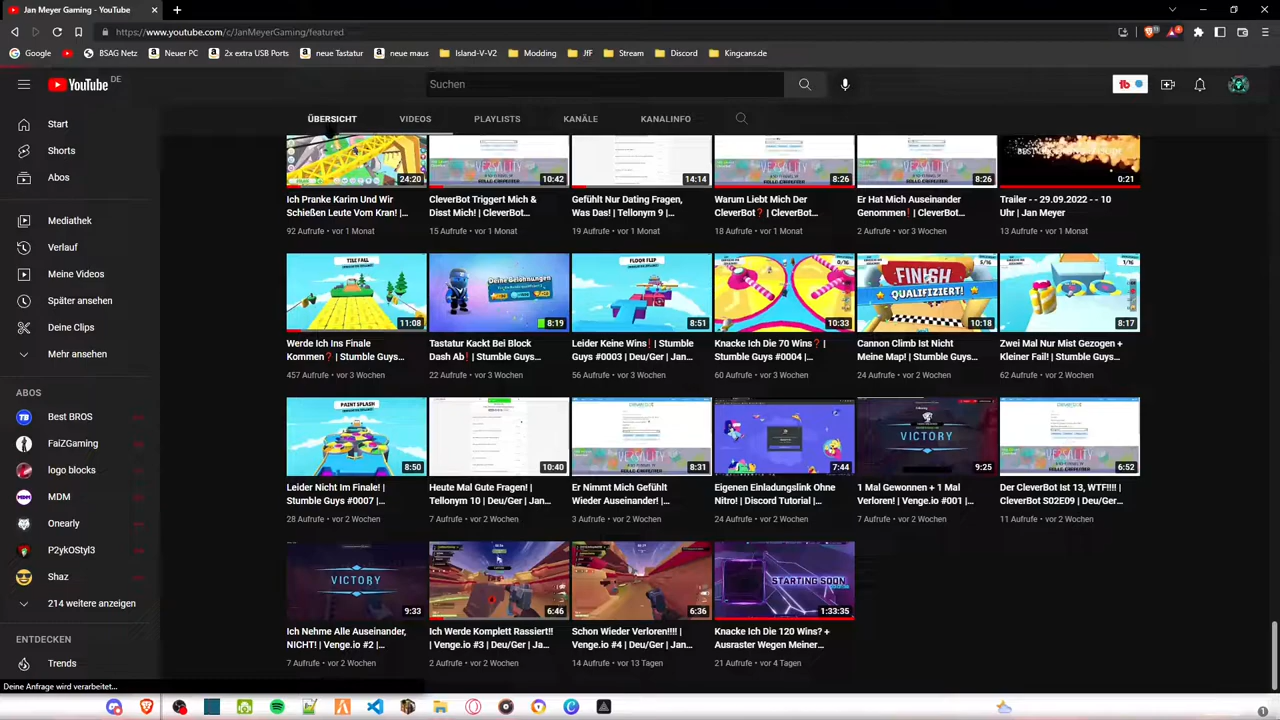 Jan Meyer Gaming - YouTube
https://www.youtube.com/c/JanMeyerGaming/featured
Google BSAG Netz Neuer PC 2x extra USB Ports neue Tastatur neue maus Island-V-V2 Modding JfF Stream Discord Kingcans.de
YouTube DE
Suchen
ÜBERSICHT VIDEOS PLAYLISTS KANÄLE KANALINFO
Start
Shorts
Abos
Mediathek
Verlauf
Meine Videos
Später ansehen
Deine Clips
Mehr ansehen
ABOS
Best BROS
FaiZGaming
logo blocks
MDM
Onearly
P2ykOStyl3
Shaz
214 weitere anzeigen
ENTDECKEN
Trends
Deine Anfrage wird verarbeitet...
24:20 10:42 14:14 8:26 8:26 0:21
Ich Pranke Karim Und Wir CleverBot Triggert Mich & Gefühlt Nur Dating Fragen, Warum Liebt Mich Der Er Hat Mich Auseinander Trailer - - 29.09.2022 - - 10
Schießen Leute Vom Kran! |... Disst Mich! | CleverBot... Was Das! | Tellonym 9 |... CleverBot❓ | CleverBot... Genommen❗ | CleverBot... Uhr | Jan Meyer
92 Aufrufe • vor 1 Monat 15 Aufrufe • vor 1 Monat 19 Aufrufe • vor 1 Monat 18 Aufrufe • vor 1 Monat 2 Aufrufe • vor 3 Wochen 13 Aufrufe • vor 1 Monat
TILE FALL Deine Belohnungen FLOOR FLIP FINISH 5/16 1/16
QUALIFIZIERT!
11:08 8:19 8:51 10:33 10:18 8:17
Werde Ich Ins Finale Tastatur Kackt Bei Block Leider Keine Wins❗ | Stumble Knacke Ich Die 70 Wins❓ | Cannon Climb Ist Nicht Zwei Mal Nur Mist Gezogen +
Kommen❓ | Stumble Guys... Dash Ab❗ | Stumble Guys... Guys #0003 | Deu/Ger | Jan... Stumble Guys #0004 |... Meine Map! | Stumble Guys... Kleiner Fail! | Stumble Guys...
457 Aufrufe • vor 3 Wochen 22 Aufrufe • vor 3 Wochen 56 Aufrufe • vor 3 Wochen 60 Aufrufe • vor 3 Wochen 24 Aufrufe • vor 2 Wochen 62 Aufrufe • vor 2 Wochen
PAINT SPLASH VICTORY
8:50 10:40 8:31 7:44 9:25 6:52
Leider Nicht Im Finale! | Heute Mal Gute Fragen! | Er Nimmt Mich Gefühlt Eigenen Einladungslink Ohne 1 Mal Gewonnen + 1 Mal Der CleverBot Ist 13, WTF!!!! |
Stumble Guys #0007 |... Tellonym 10 | Deu/Ger | Jan... Wieder Auseinander! |... Nitro! | Discord Tutorial |... Verloren! | Venge.io #001 |... CleverBot S02E09 | Deu/Ger...
28 Aufrufe • vor 2 Wochen 7 Aufrufe • vor 2 Wochen 3 Aufrufe • vor 2 Wochen 24 Aufrufe • vor 2 Wochen 7 Aufrufe • vor 2 Wochen 11 Aufrufe • vor 2 Wochen
VICTORY STARTING SOON
9:33 6:46 6:36 1:33:35
Ich Nehme Alle Auseinander, Ich Werde Komplett Rassiert!! Schon Wieder Verloren!!!! | Knacke Ich Die 120 Wins? +
NICHT! | Venge.io #2 |... | Venge.io #3 | Deu/Ger | Ja... Venge.io #4 | Deu/Ger | Jan... Ausraster Wegen Meiner...
7 Aufrufe • vor 2 Wochen 2 Aufrufe • vor 2 Wochen 14 Aufrufe • vor 13 Tagen 21 Aufrufe • vor 4 Tagen